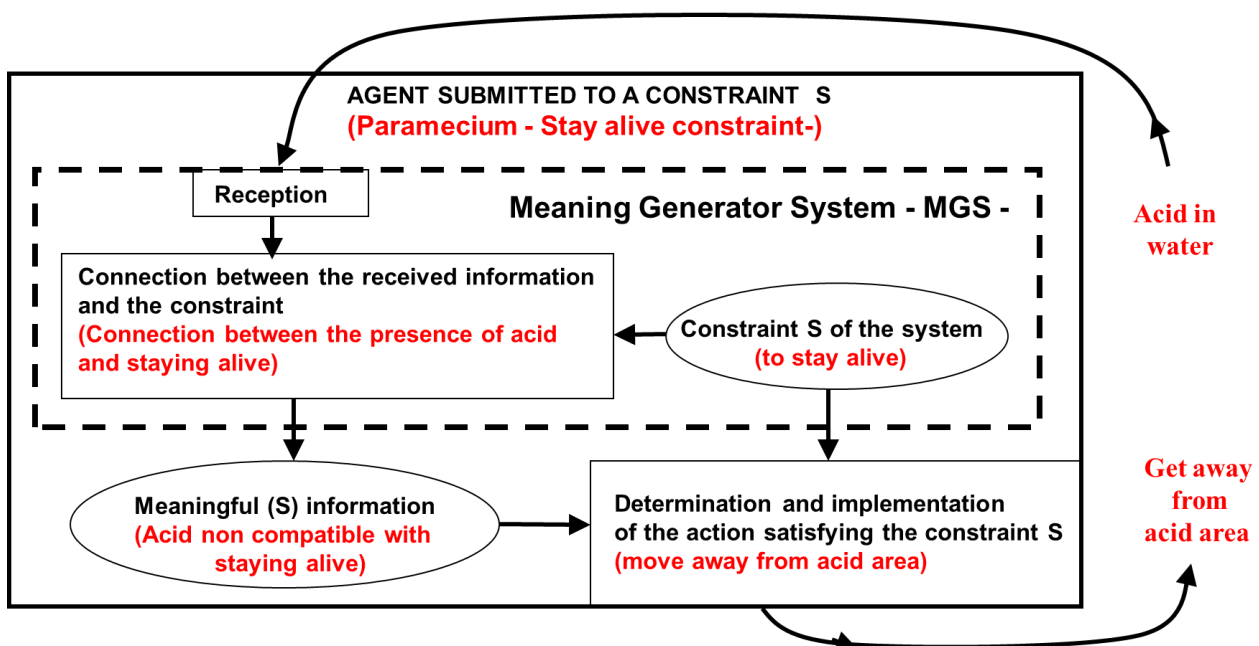 AGENT SUBMITTED TO A CONSTRAINT S
(Paramecium - Stay alive constraint-)
Reception
Meaning Generator System - MGS -
Acid in
water
Connection between the received information
and the constraint
(Connection between the presence of acid
and staying alive)
Constraint S of the system
(to stay alive)
Meaningful (S) information
(Acid non compatible with
staying alive)
Determination and implementation
of the action satisfying the constraint S
(move away from acid area)
Get away
from
acid area